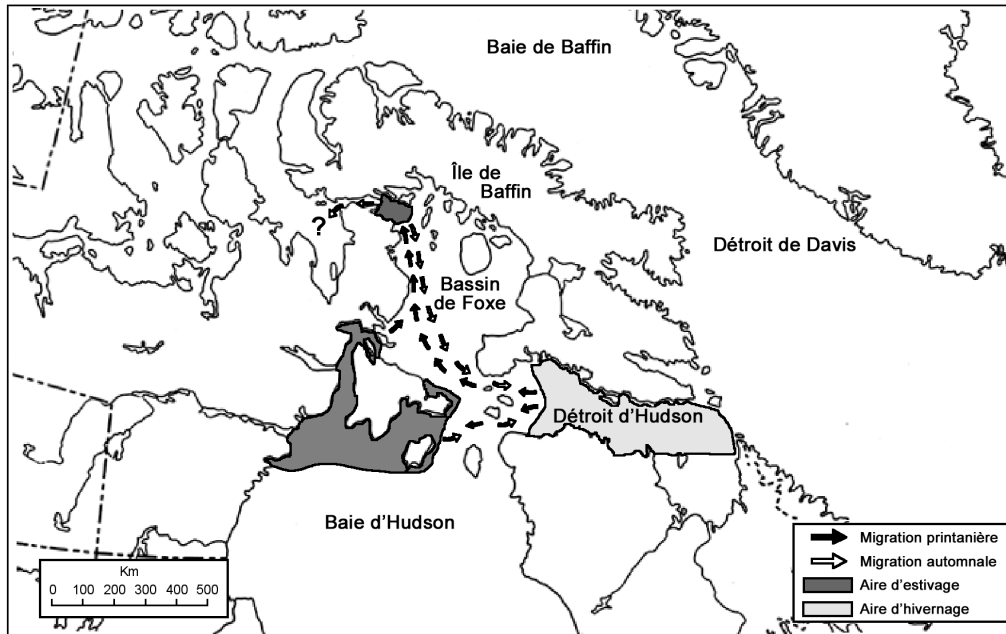 Baie de Baffin
Île de
Baffin
?
Détroit de Davis
Bassin
de Foxe
Détroit d'Hudson
Baie d'Hudson
Km
0 100 200 300 400 500
Migration printanière
Migration automnale
Aire d'estivage
Aire d'hivernage